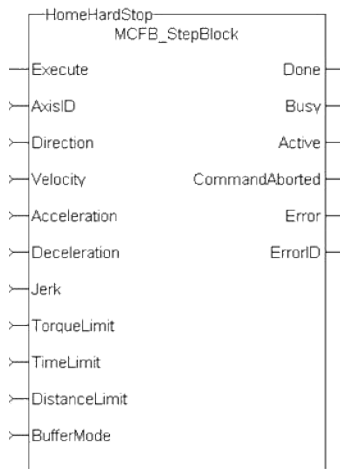 HomeHardStop
MCFB_StepBlock
Execute Done
AxisID Busy
Direction Active
Velocity CommandAborted
Acceleration Error
Deceleration ErrorID
Jerk
TorqueLimit
TimeLimit
DistanceLimit
BufferMode